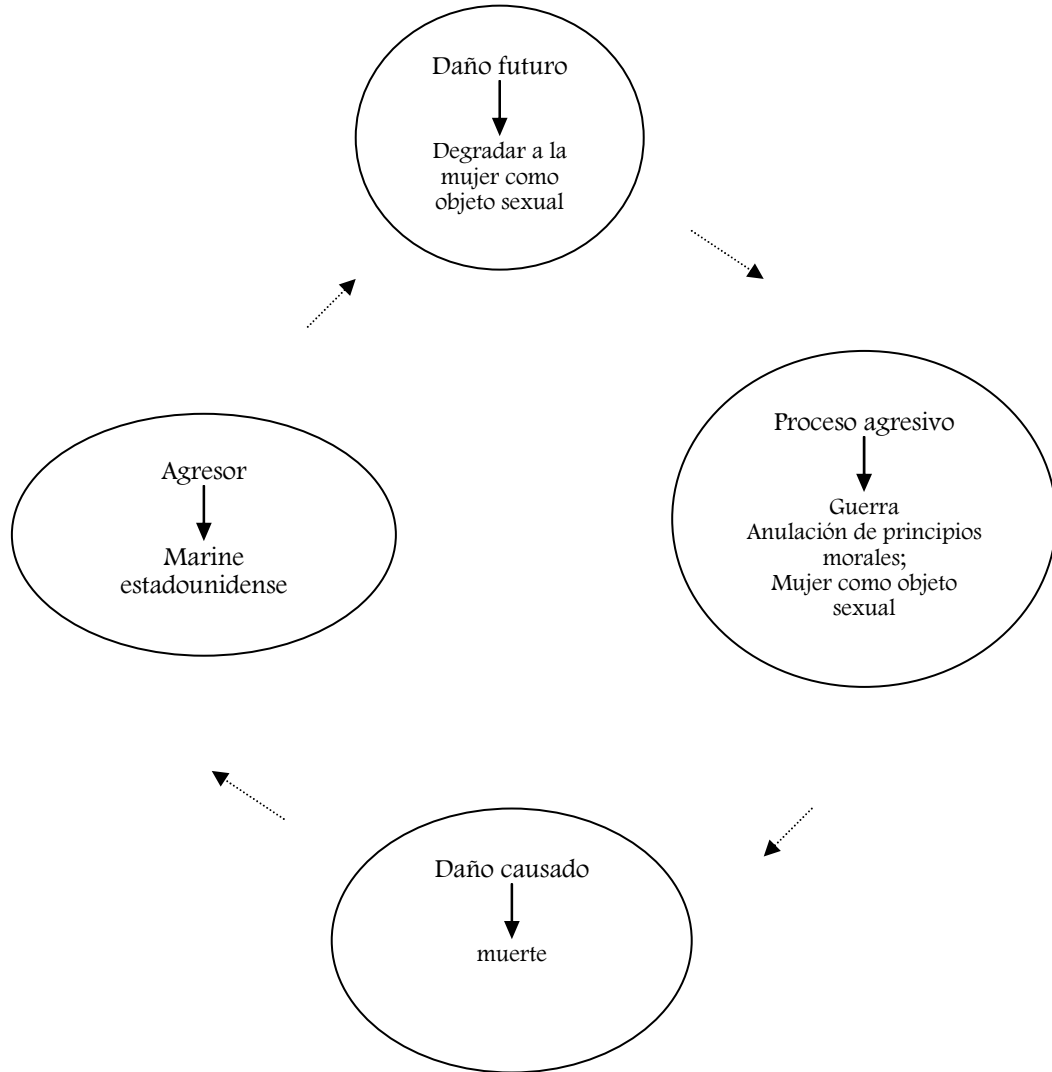 Daño futuro
Degradar a la
mujer como
objeto sexual
Proceso agresivo
Guerra
Anulación de principios
morales;
Mujer como objeto
sexual
Agresor
Marine
estadounidense
Daño causado
muerte